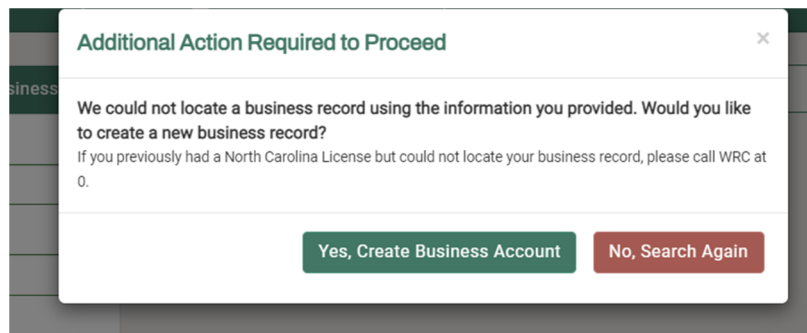 Additional Action Required to Proceed
×
siness
We could not locate a business record using the information you provided. Would you like
to create a new business record?
If you previously had a North Carolina License but could not locate your business record, please call WRC at
0.
Yes, Create Business Account
No, Search Again